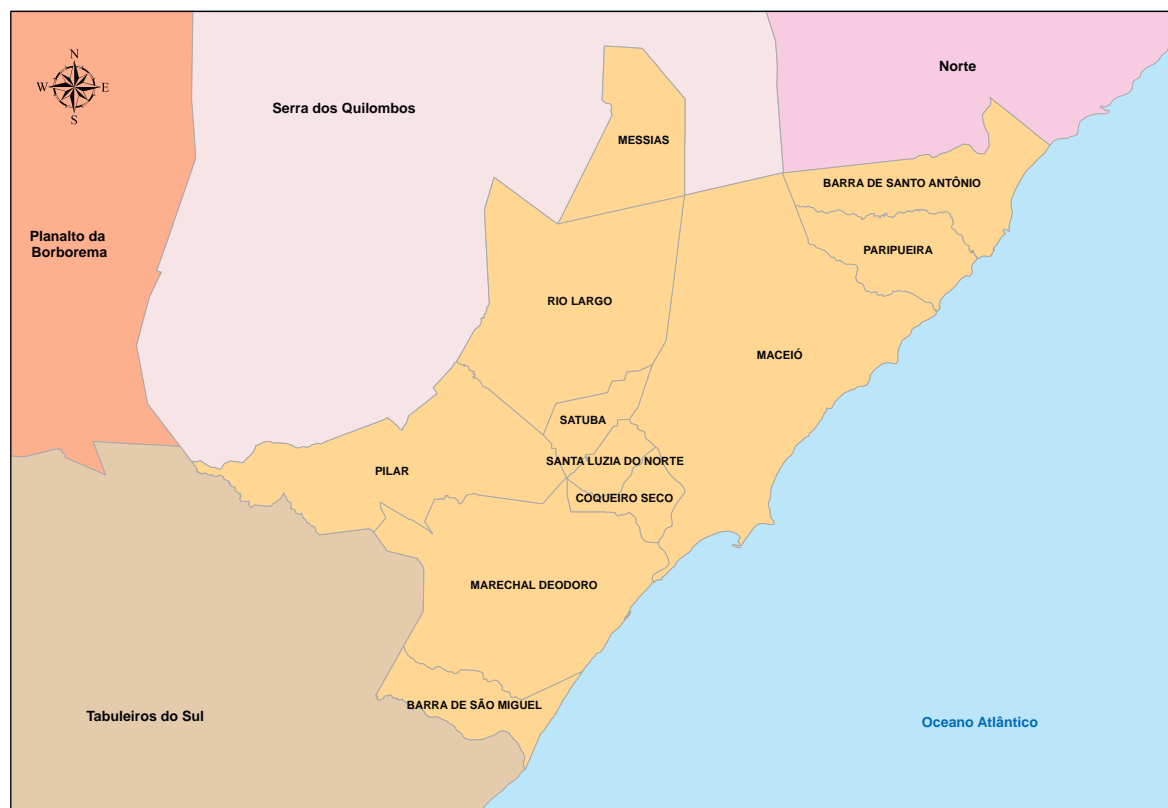 N
W E
S
Norte
Serra dos Quilombos
MESSIAS
BARRA DE SANTO ANTÔNIO
Planalto da
Borborema
PARIPUEIRA
RIO LARGO
MACEIÓ
SATUBA
SANTA LUZIA DO NORTE
PILAR
COQUEIRO SECO
MARECHAL DEODORO
BARRA DE SÃO MIGUEL
Tabuleiros do Sul
Oceano Atlântico